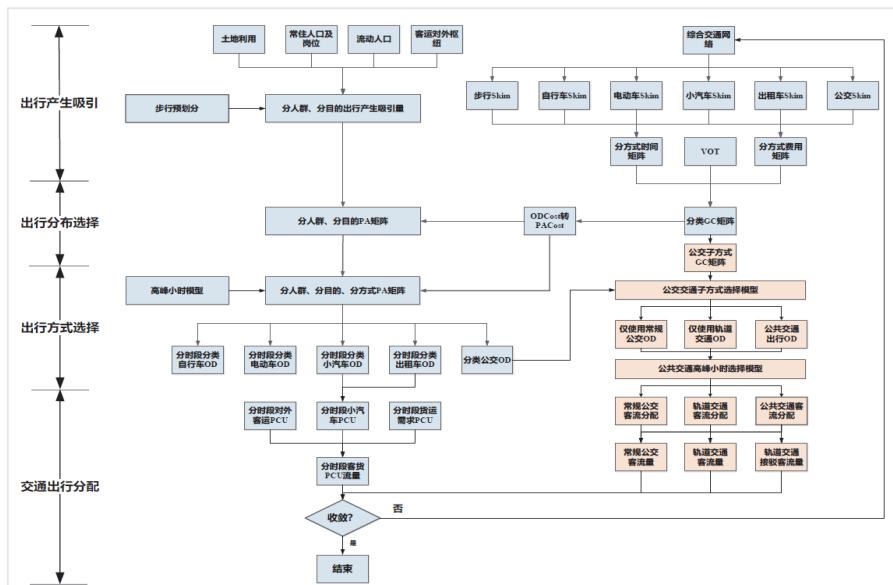 土地利用
常住人口及
岗位
流动人口
客运对外枢
纽
综合交通网
络
出行产生吸引
步行预划分
分人群、分目的出行产生吸引量
步行Skim
自行车Skim
电动车Skim
小汽车Skim
出租车Skim
公交Skim
分方式时间
矩阵
VOT
分方式费用
矩阵
出行分布选择
分人群、分目的PA矩阵
ODCost转
PACost
分类GC矩阵
公交子方式
GC矩阵
高峰小时模型
分人群、分目的、分方式PA矩阵
公交交通子方式选择模型
出行方式选择
仅使用常规
公交OD
仅使用轨道
交通OD
公共交通
出行OD
分时段分类
自行车OD
分时段分类
电动车OD
分时段分类
小汽车OD
分时段分类
出租车OD
分类公交OD
公共交通高峰小时选择模型
分时段对外
客运PCU
分时段小汽
车PCU
分时段货运
需求PCU
常规公交
客流分配
轨道交通
客流分配
公共交通客
流分配
常规公交
客流量
轨道交通
客流量
轨道交通
接驳客流量
分时段客货
PCU流量
交通出行分配
收敛?
否
是
结束